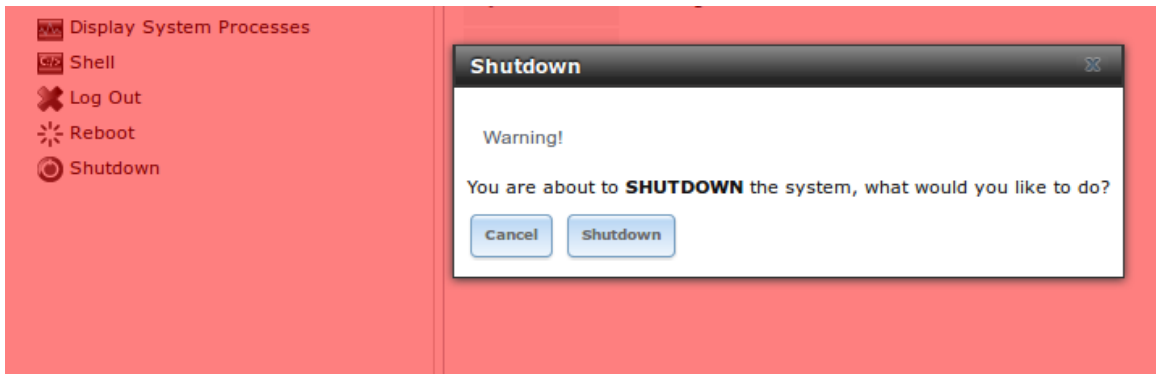 Display System Processes
Shell
Log Out
Reboot
Shutdown
Shutdown
Warning!
You are about to SHUTDOWN the system, what would you like to do?
Cancel Shutdown